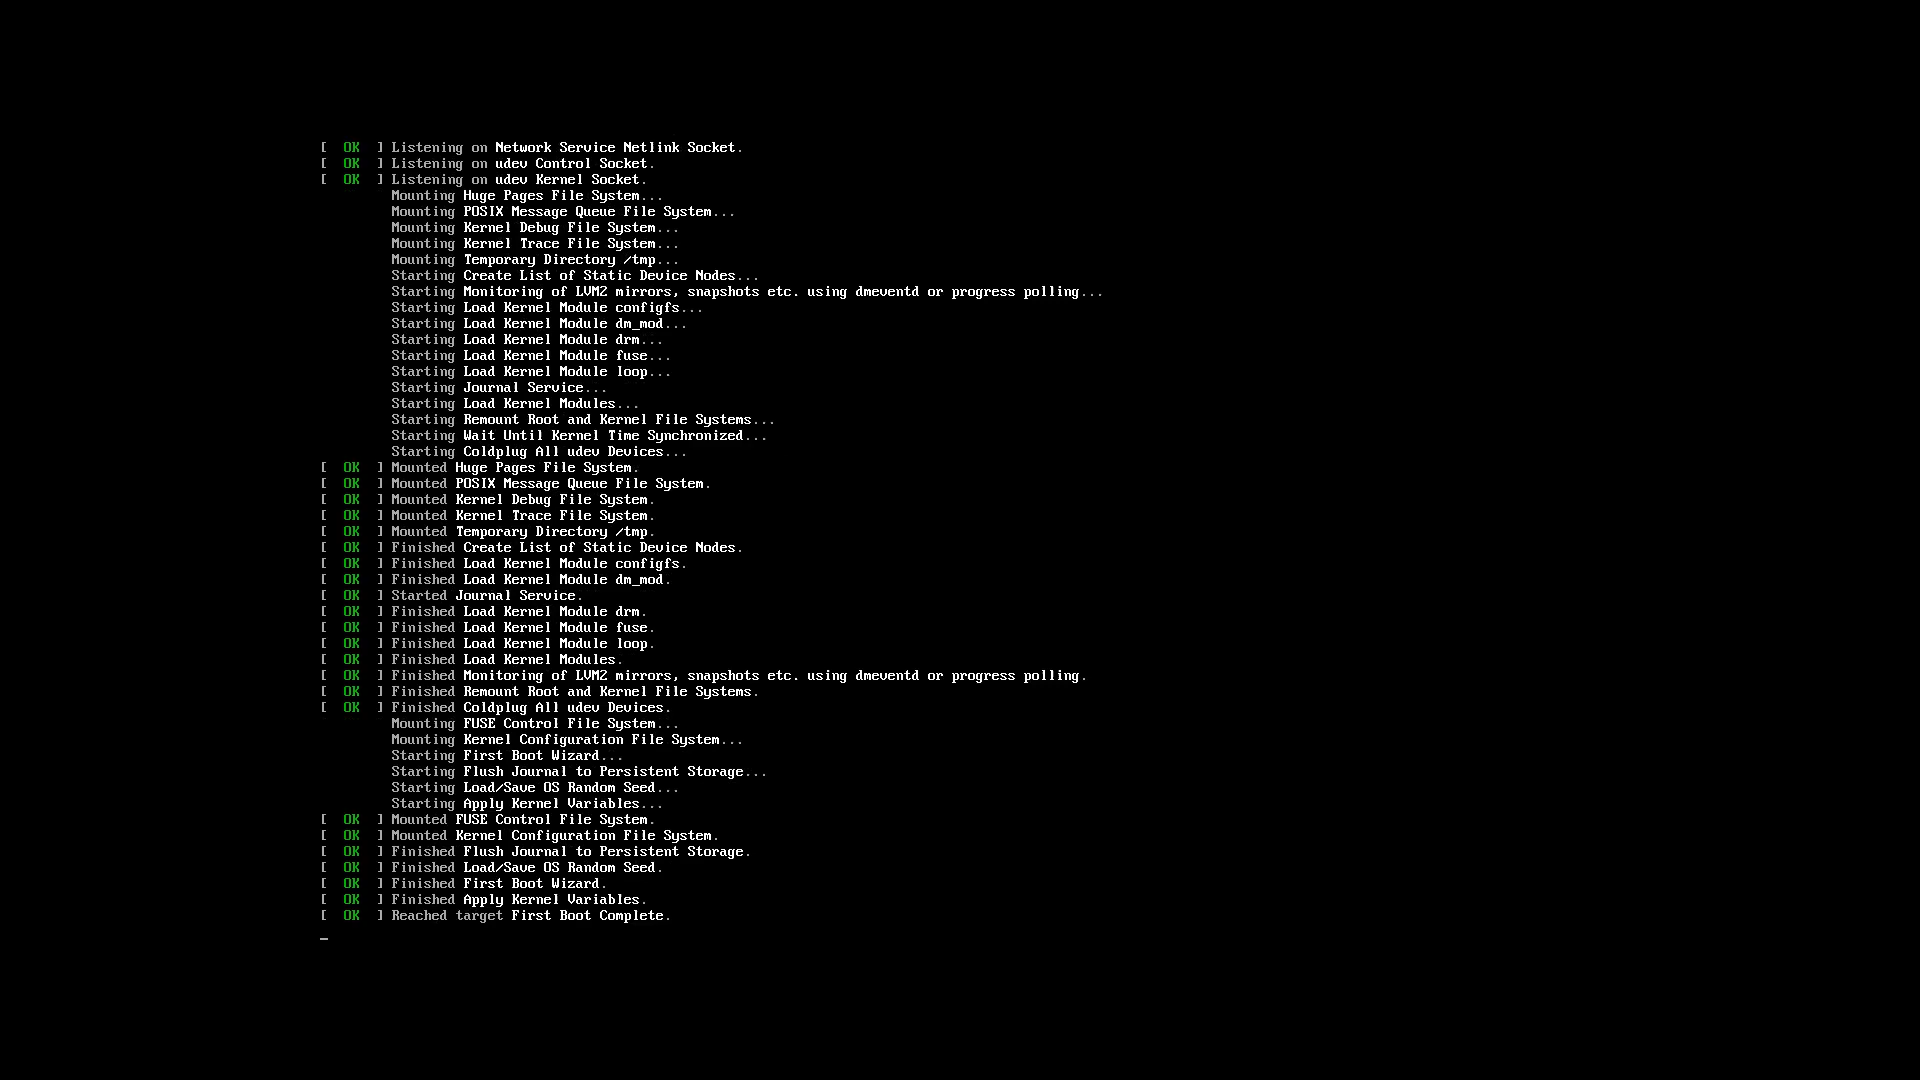 [  OK  ] Listening on Network Service Netlink Socket.
[  OK  ] Listening on udev Control Socket.
[  OK  ] Listening on udev Kernel Socket.
         Mounting Huge Pages File System...
         Mounting POSIX Message Queue File System...
         Mounting Kernel Debug File System...
         Mounting Kernel Trace File System...
         Mounting Temporary Directory /tmp...
         Starting Create List of Static Device Nodes...
         Starting Monitoring of LVM2 mirrors, snapshots etc. using dmeventd or progress polling...
         Starting Load Kernel Module configfs...
         Starting Load Kernel Module dm_mod...
         Starting Load Kernel Module drm...
         Starting Load Kernel Module fuse...
         Starting Load Kernel Module loop...
         Starting Journal Service...
         Starting Load Kernel Modules...
         Starting Remount Root and Kernel File Systems...
         Starting Wait Until Kernel Time Synchronized...
         Starting Coldplug All udev Devices...
[  OK  ] Mounted Huge Pages File System.
[  OK  ] Mounted POSIX Message Queue File System.
[  OK  ] Mounted Kernel Debug File System.
[  OK  ] Mounted Kernel Trace File System.
[  OK  ] Mounted Temporary Directory /tmp.
[  OK  ] Finished Create List of Static Device Nodes.
[  OK  ] Finished Load Kernel Module configfs.
[  OK  ] Finished Load Kernel Module dm_mod.
[  OK  ] Started Journal Service.
[  OK  ] Finished Load Kernel Module drm.
[  OK  ] Finished Load Kernel Module fuse.
[  OK  ] Finished Load Kernel Module loop.
[  OK  ] Finished Load Kernel Modules.
[  OK  ] Finished Monitoring of LVM2 mirrors, snapshots etc. using dmeventd or progress polling.
[  OK  ] Finished Remount Root and Kernel File Systems.
[  OK  ] Finished Coldplug All udev Devices.
         Mounting FUSE Control File System...
         Mounting Kernel Configuration File System...
         Starting First Boot Wizard...
         Starting Flush Journal to Persistent Storage...
         Starting Load/Save OS Random Seed...
         Starting Apply Kernel Variables...
[  OK  ] Mounted FUSE Control File System.
[  OK  ] Mounted Kernel Configuration File System.
[  OK  ] Finished Flush Journal to Persistent Storage.
[  OK  ] Finished Load/Save OS Random Seed.
[  OK  ] Finished First Boot Wizard.
[  OK  ] Finished Apply Kernel Variables.
[  OK  ] Reached target First Boot Complete.